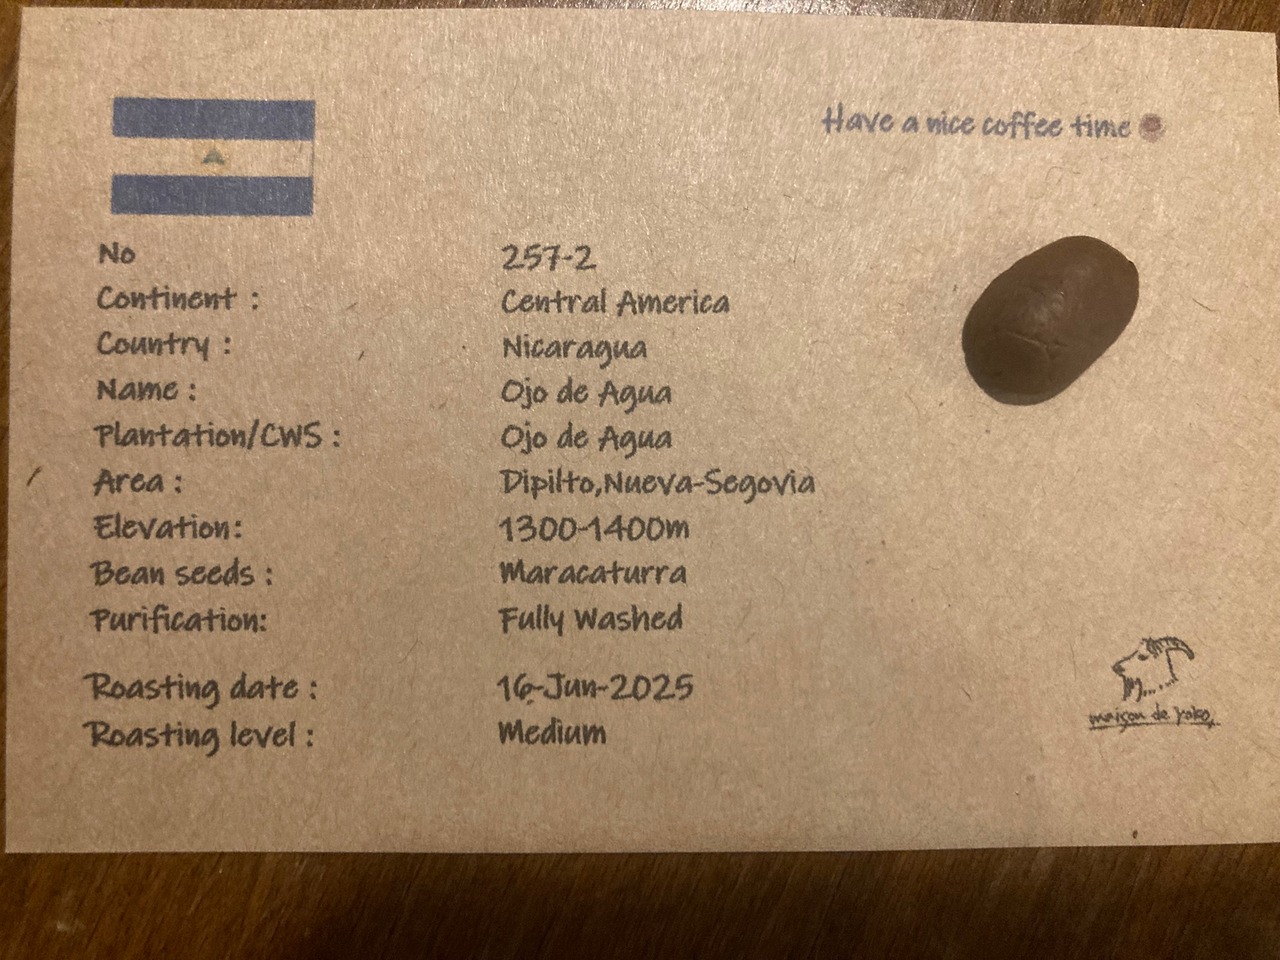 Have a nice coffee time
No 257-2
Continent : Central America
Country : Nicaragua
Name : Ojo de Agua
Plantation/CWS : Ojo de Agua
Area : Dipilto,Nueva-Segovia
Elevation: 1300-1400m
Bean seeds : Maracaturra
Purification: Fully Washed
Roasting date : 16-Jun-2025
Roasting level : Medium
maison de